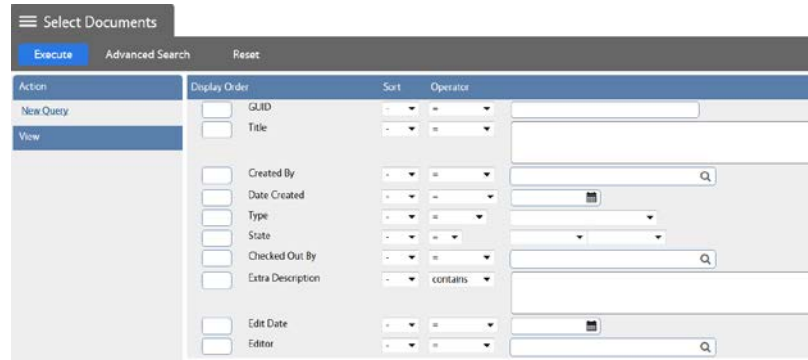 Select Documents
Execute Advanced Search Reset
Action Display Order Sort Operator
New Query
View
GUID - =
Title - =
Created By - =
Date Created - =
Type - =
State - =
Checked Out By - =
Extra Description - contains
Edit Date - =
Editor - =